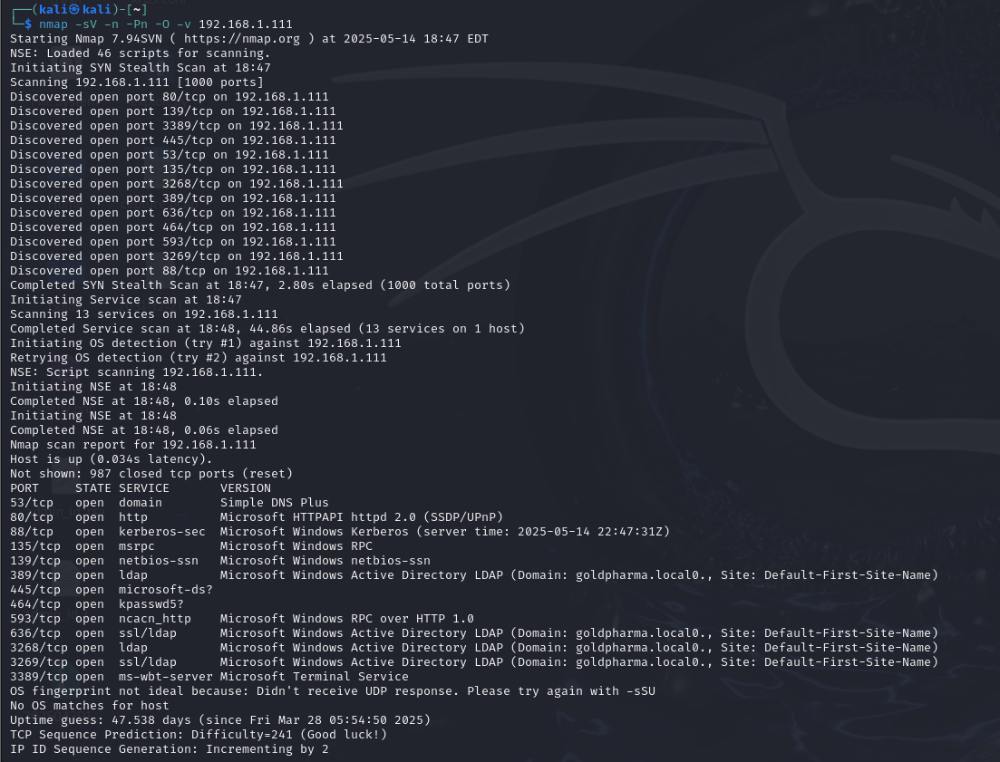 ┌──(kali㉿kali)-[~]
└─$ nmap -sV -n -Pn -O -v 192.168.1.111
Starting Nmap 7.94SVN ( https://nmap.org ) at 2025-05-14 18:47 EDT
NSE: Loaded 46 scripts for scanning.
Initiating SYN Stealth Scan at 18:47
Scanning 192.168.1.111 [1000 ports]
Discovered open port 80/tcp on 192.168.1.111
Discovered open port 139/tcp on 192.168.1.111
Discovered open port 3389/tcp on 192.168.1.111
Discovered open port 445/tcp on 192.168.1.111
Discovered open port 53/tcp on 192.168.1.111
Discovered open port 135/tcp on 192.168.1.111
Discovered open port 3268/tcp on 192.168.1.111
Discovered open port 389/tcp on 192.168.1.111
Discovered open port 636/tcp on 192.168.1.111
Discovered open port 464/tcp on 192.168.1.111
Discovered open port 593/tcp on 192.168.1.111
Discovered open port 3269/tcp on 192.168.1.111
Discovered open port 88/tcp on 192.168.1.111
Completed SYN Stealth Scan at 18:47, 2.80s elapsed (1000 total ports)
Initiating Service scan at 18:47
Scanning 13 services on 192.168.1.111
Completed Service scan at 18:48, 44.86s elapsed (13 services on 1 host)
Initiating OS detection (try #1) against 192.168.1.111
Retrying OS detection (try #2) against 192.168.1.111
NSE: Script scanning 192.168.1.111.
Initiating NSE at 18:48
Completed NSE at 18:48, 0.10s elapsed
Initiating NSE at 18:48
Completed NSE at 18:48, 0.06s elapsed
Nmap scan report for 192.168.1.111
Host is up (0.034s latency).
Not shown: 987 closed tcp ports (reset)
PORT     STATE SERVICE       VERSION
53/tcp   open  domain        Simple DNS Plus
80/tcp   open  http          Microsoft HTTPAPI httpd 2.0 (SSDP/UPnP)
88/tcp   open  kerberos-sec  Microsoft Windows Kerberos (server time: 2025-05-14 22:47:31Z)
135/tcp  open  msrpc         Microsoft Windows RPC
139/tcp  open  netbios-ssn   Microsoft Windows netbios-ssn
389/tcp  open  ldap          Microsoft Windows Active Directory LDAP (Domain: goldpharma.local0., Site: Default-First-Site-Name)
445/tcp  open  microsoft-ds?
464/tcp  open  kpasswd5?
593/tcp  open  ncacn_http    Microsoft Windows RPC over HTTP 1.0
636/tcp  open  ssl/ldap      Microsoft Windows Active Directory LDAP (Domain: goldpharma.local0., Site: Default-First-Site-Name)
3268/tcp open  ldap          Microsoft Windows Active Directory LDAP (Domain: goldpharma.local0., Site: Default-First-Site-Name)
3269/tcp open  ssl/ldap      Microsoft Windows Active Directory LDAP (Domain: goldpharma.local0., Site: Default-First-Site-Name)
3389/tcp open  ms-wbt-server Microsoft Terminal Service
OS fingerprint not ideal because: Didn't receive UDP response. Please try again with -sSU
No OS matches for host
Uptime guess: 47.538 days (since Fri Mar 28 05:54:50 2025)
TCP Sequence Prediction: Difficulty=241 (Good luck!)
IP ID Sequence Generation: Incrementing by 2